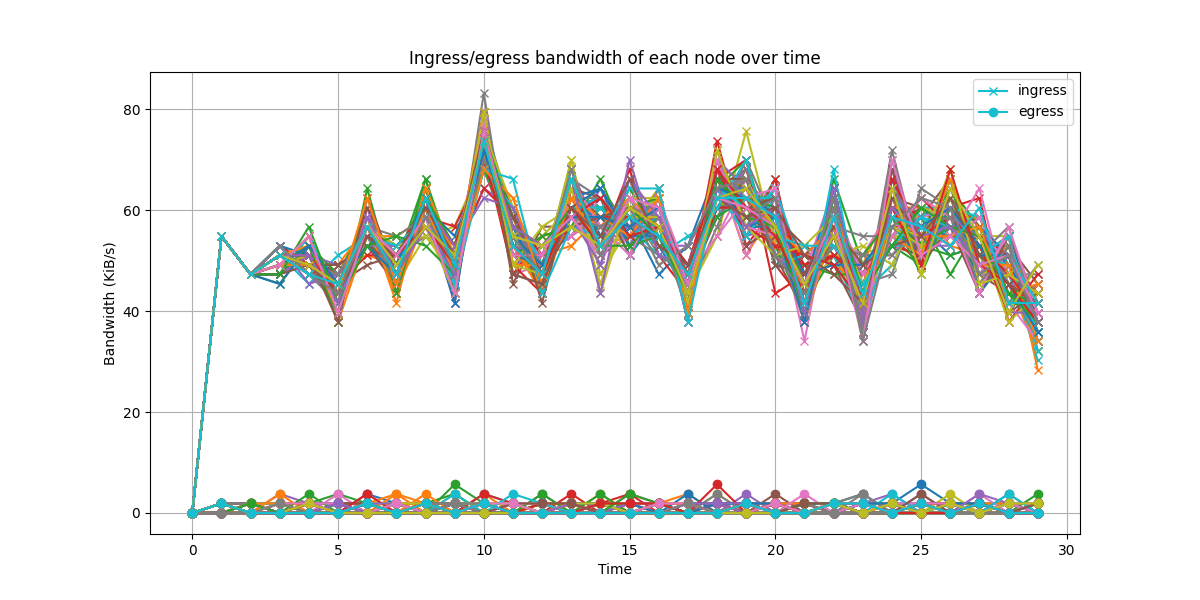 Ingress/egress bandwidth of each node over time
ingress
egress
80
60
40
20
0
Bandwidth (KiB/s)
0 5 10 15 20 25 30
Time